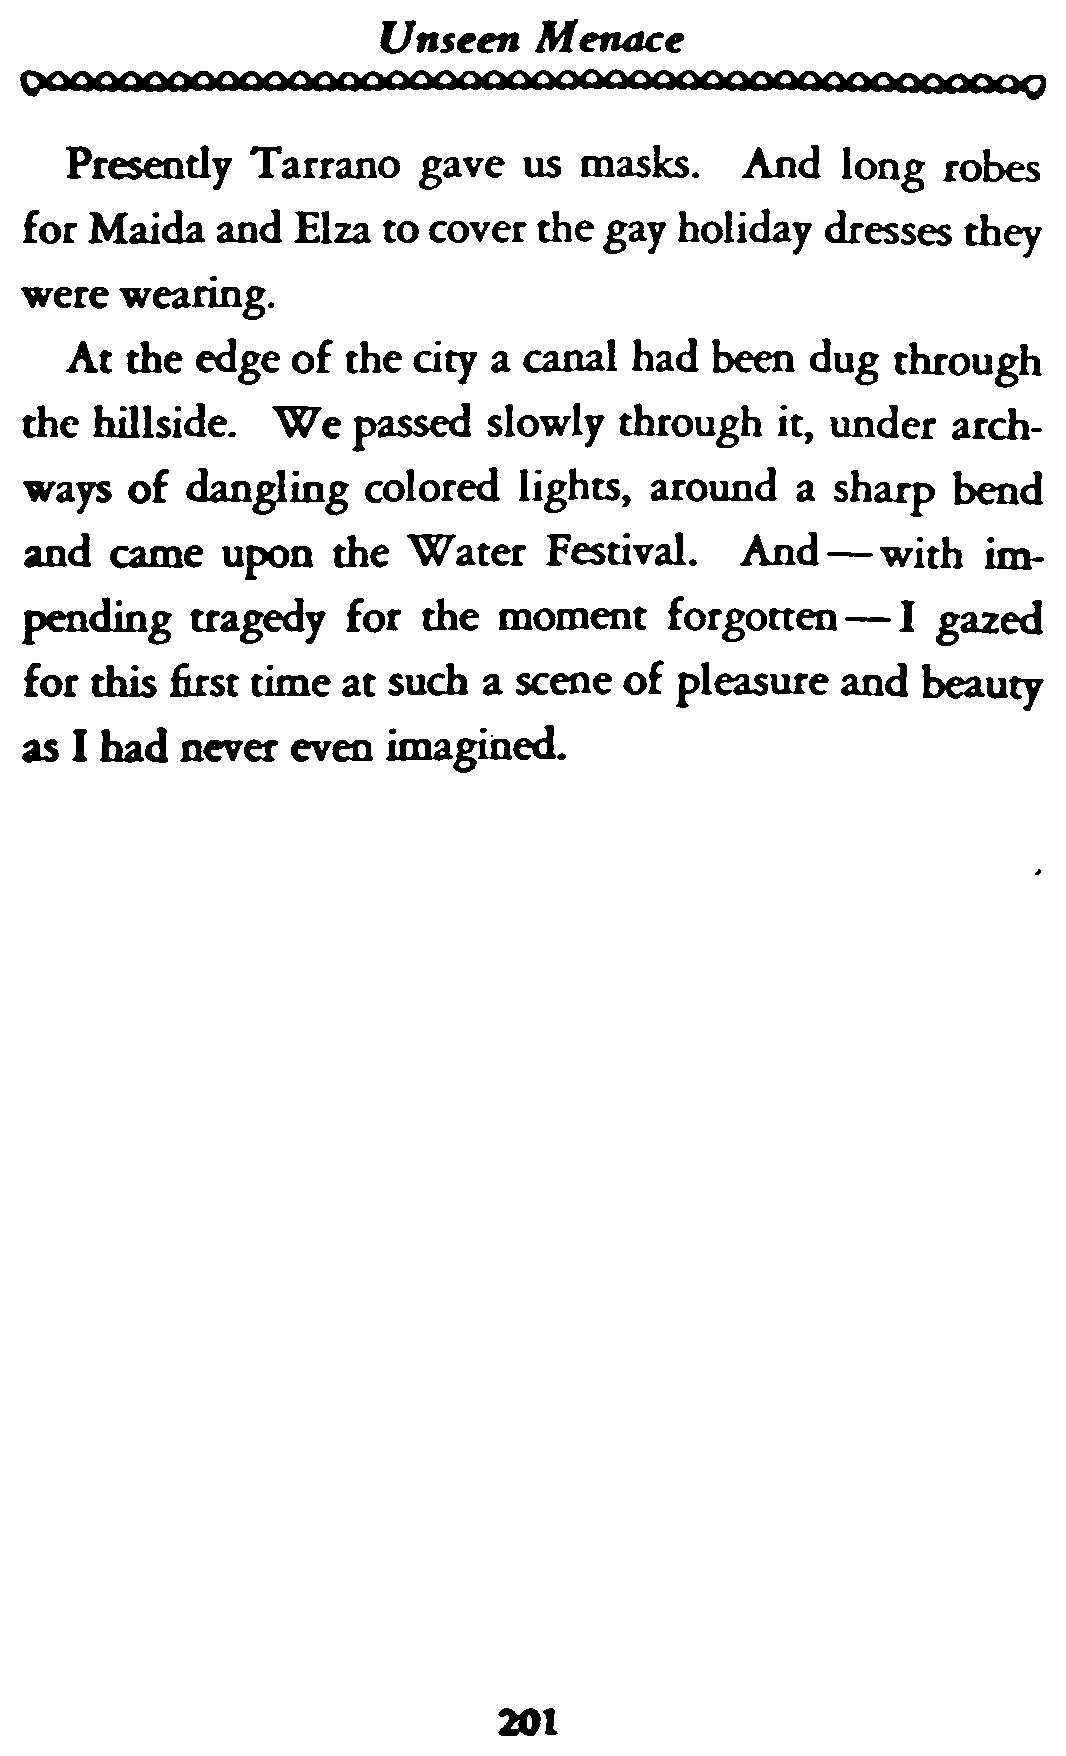 Unseen Menace
Presently Tarrano gave us masks. And long robes
for Maida and Elza to cover the gay holiday dresses they
were wearing.
At the edge of the city a canal had been dug through
the hillside. We passed slowly through it, under arch-
ways of dangling colored lights, around a sharp bend
and came upon the Water Festival. And—with im-
pending tragedy for the moment forgotten—I gazed
for this first time at such a scene of pleasure and beauty
as I had never even imagined.
201